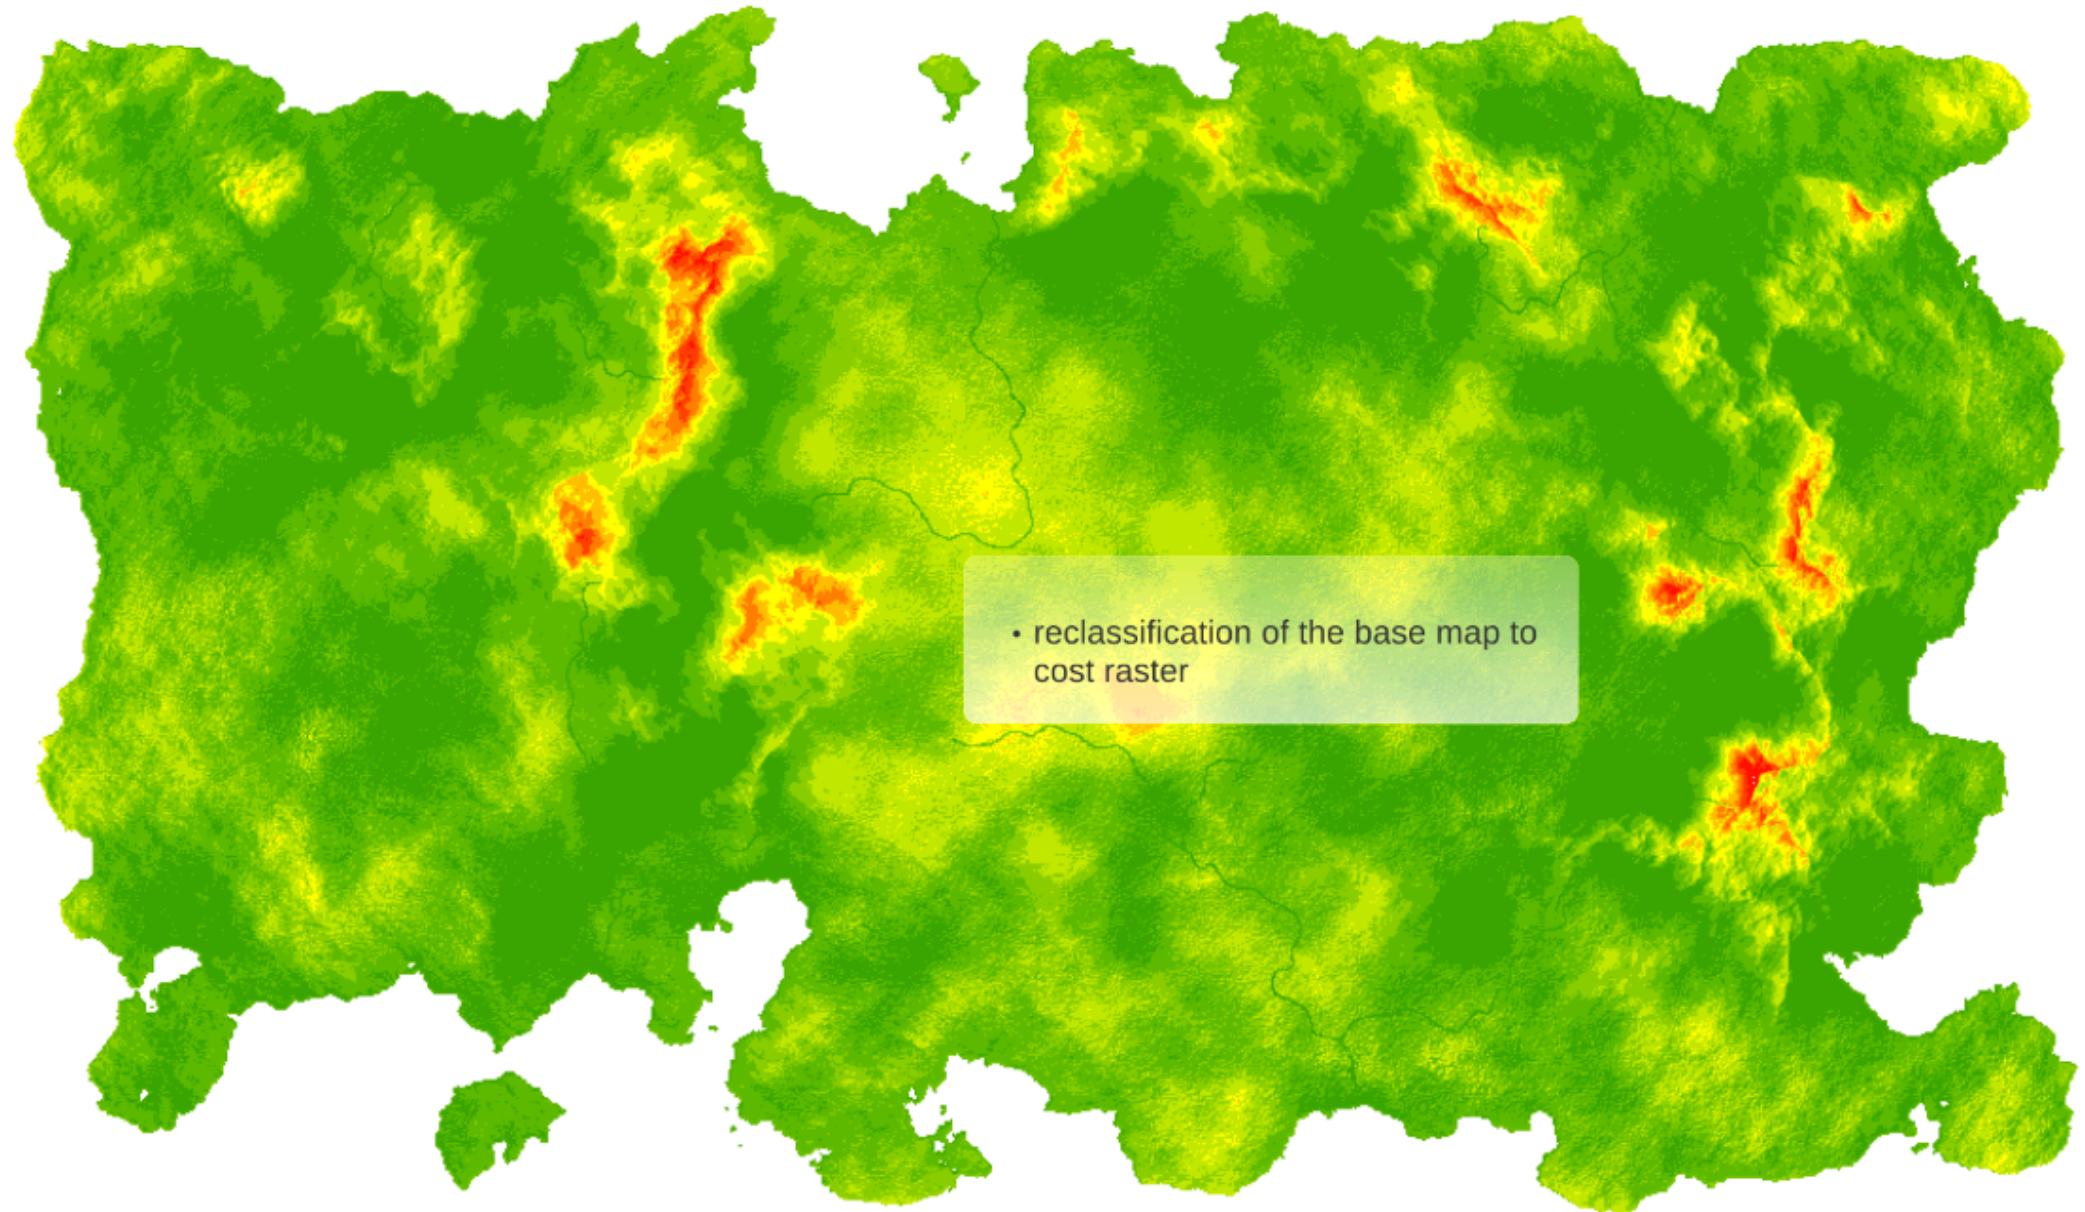 • reclassification of the base map to
cost raster